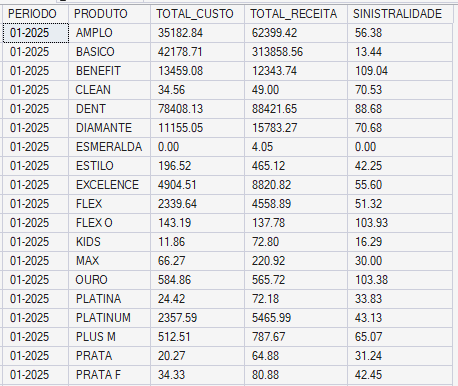 PERIODO PRODUTO TOTAL_CUSTO TOTAL_RECEITA SINISTRALIDADE
01-2025 AMPLO 35182.84 62399.42 56.38
01-2025 BASICO 42178.71 313858.56 13.44
01-2025 BENEFIT 13459.08 12343.74 109.04
01-2025 CLEAN 34.56 49.00 70.53
01-2025 DENT 78408.13 88421.65 88.68
01-2025 DIAMANTE 11155.05 15783.27 70.68
01-2025 ESMERALDA 0.00 4.05 0.00
01-2025 ESTILO 196.52 465.12 42.25
01-2025 EXCELENCE 4904.51 8820.82 55.60
01-2025 FLEX 2339.64 4558.89 51.32
01-2025 FLEX O 143.19 137.78 103.93
01-2025 KIDS 11.86 72.80 16.29
01-2025 MAX 66.27 220.92 30.00
01-2025 OURO 584.86 565.72 103.38
01-2025 PLATINA 24.42 72.18 33.83
01-2025 PLATINUM 2357.59 5465.99 43.13
01-2025 PLUS M 512.51 787.67 65.07
01-2025 PRATA 20.27 64.88 31.24
01-2025 PRATA F 34.33 80.88 42.45